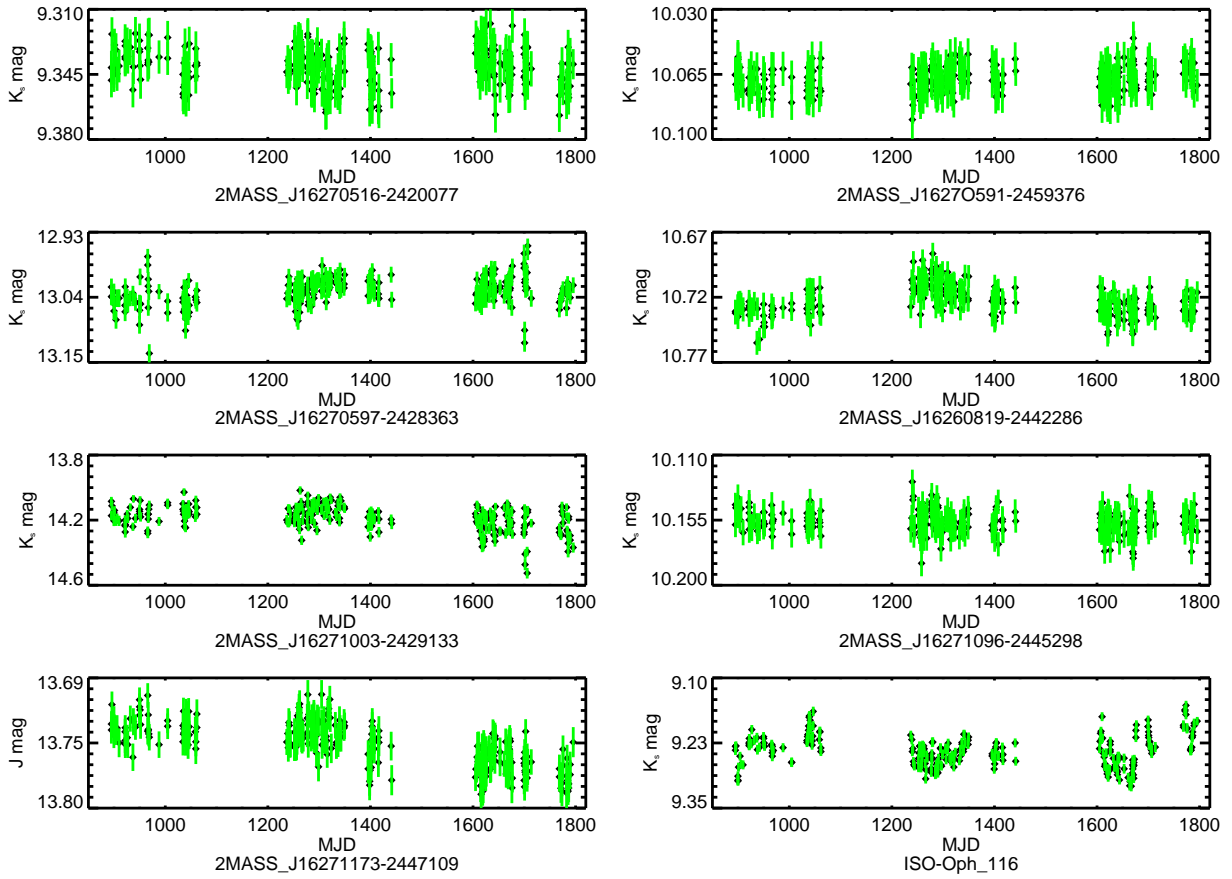 9.310
9.345
9.380
K_s mag
1000 1200 1400 1600 1800
MJD
2MASS_J16270516-2420077
10.030
10.065
10.100
K_s mag
1000 1200 1400 1600 1800
MJD
2MASS_J1627O591-2459376
12.93
13.04
13.15
K_s mag
1000 1200 1400 1600 1800
MJD
2MASS_J16270597-2428363
10.67
10.72
10.77
K_s mag
1000 1200 1400 1600 1800
MJD
2MASS_J16260819-2442286
13.8
14.2
14.6
K_s mag
1000 1200 1400 1600 1800
MJD
2MASS_J16271003-2429133
10.110
10.155
10.200
K_s mag
1000 1200 1400 1600 1800
MJD
2MASS_J16271096-2445298
13.69
13.75
13.80
J mag
1000 1200 1400 1600 1800
MJD
2MASS_J16271173-2447109
9.10
9.23
9.35
K_s mag
1000 1200 1400 1600 1800
MJD
ISO-Oph_116